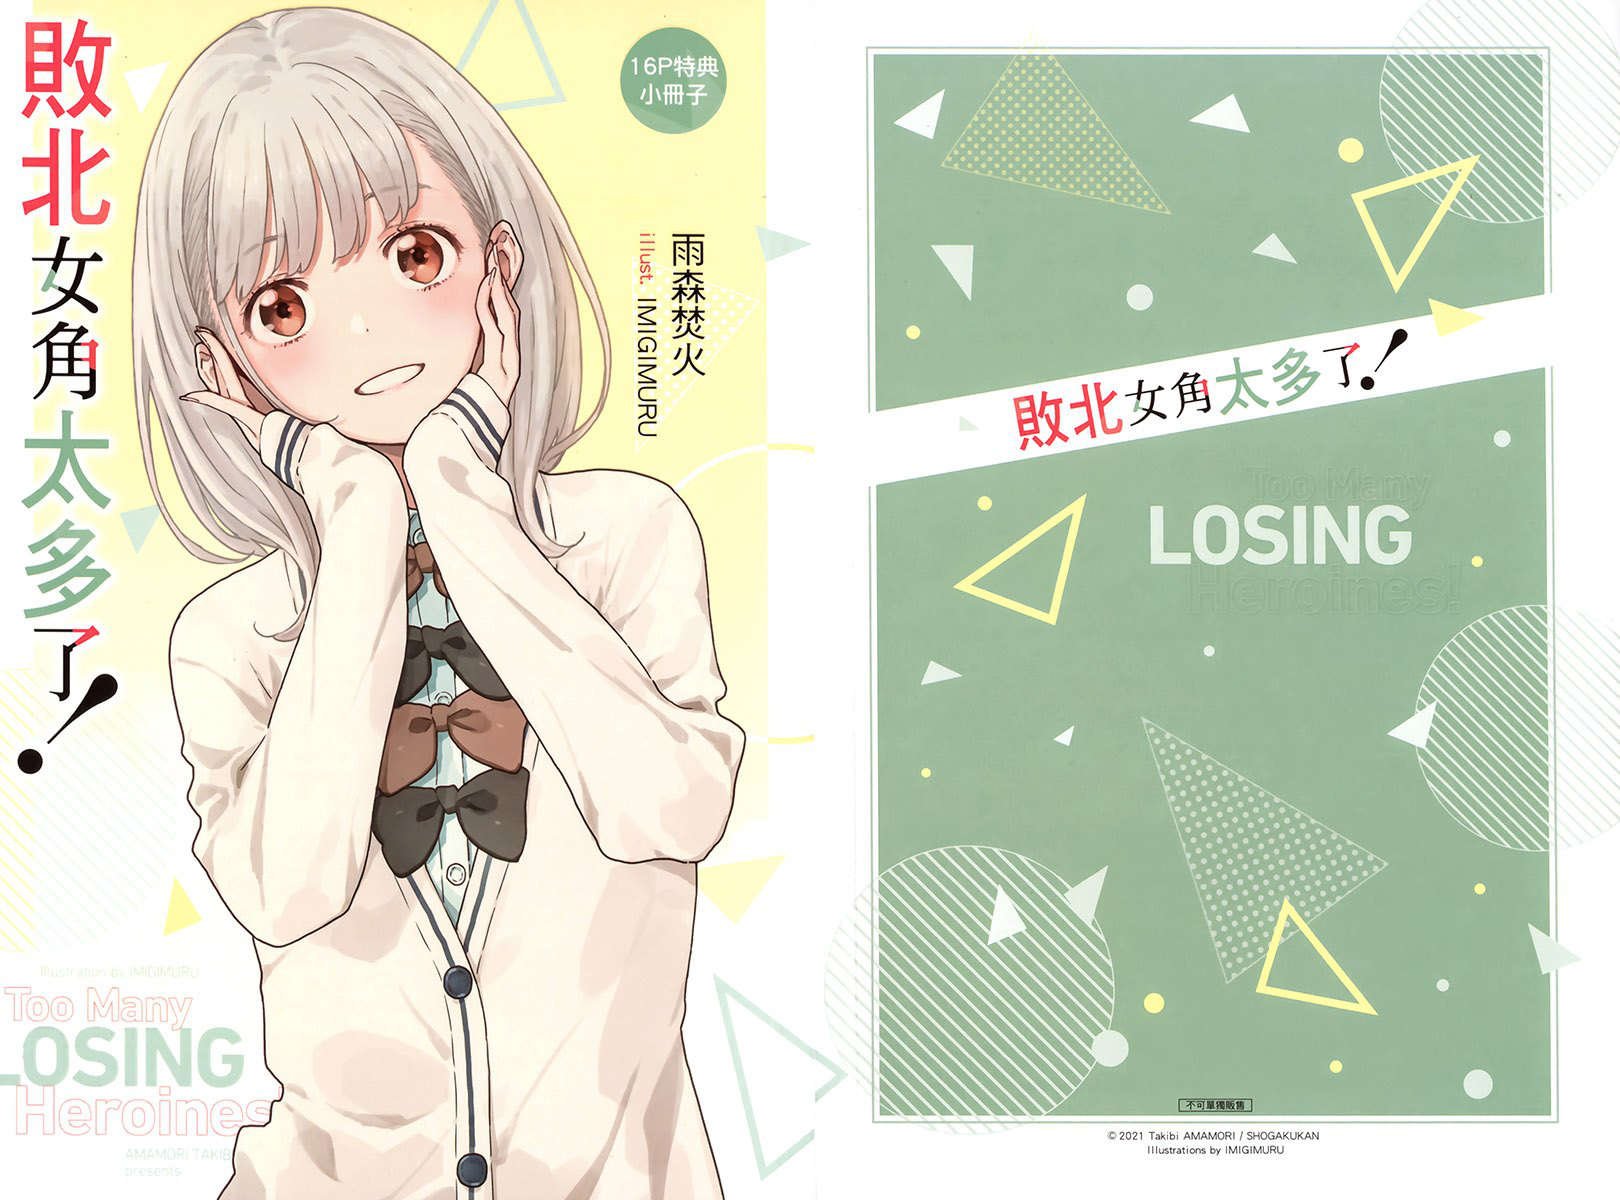 敗北女角太多了！
16P特典
小冊子
雨森焚火
illust. IMIGIMURU
Illustration by IMIGIMURU
Too Many
LOSING
Heroines!
AMAMORI TAKIBI
presents
敗北女角太多了！
Too Many
LOSING
Heroines!
不可單獨販售
©2021 Takibi AMAMORI / SHOGAKUKAN
Illustrations by IMIGIMURU